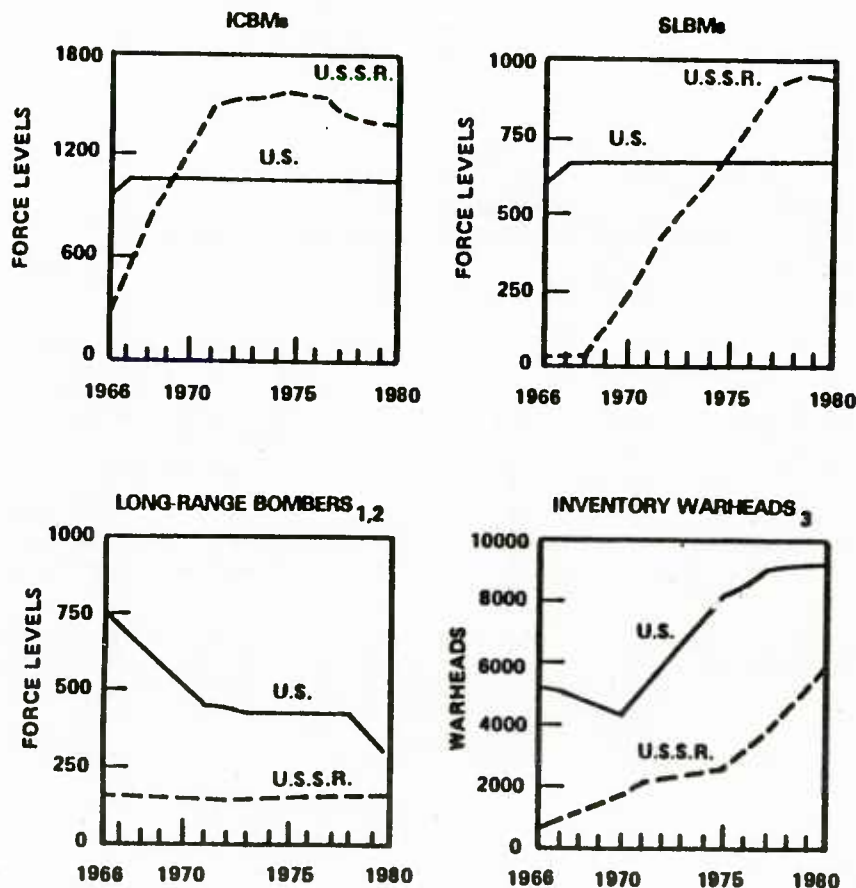 ICBMs
1800
1200
600
0
FORCE LEVELS
U.S.S.R.
U.S.
1966 1970 1975 1980
SLBMs
1000
750
500
250
0
FORCE LEVELS
U.S.S.R.
U.S.
1966 1970 1975 1980
LONG-RANGE BOMBERS 1,2
1000
750
500
250
0
FORCE LEVELS
U.S.
U.S.S.R.
1966 1970 1975 1980
INVENTORY WARHEADS 3
10000
8000
6000
4000
2000
0
WARHEADS
U.S.
U.S.S.R.
1966 1970 1975 1980